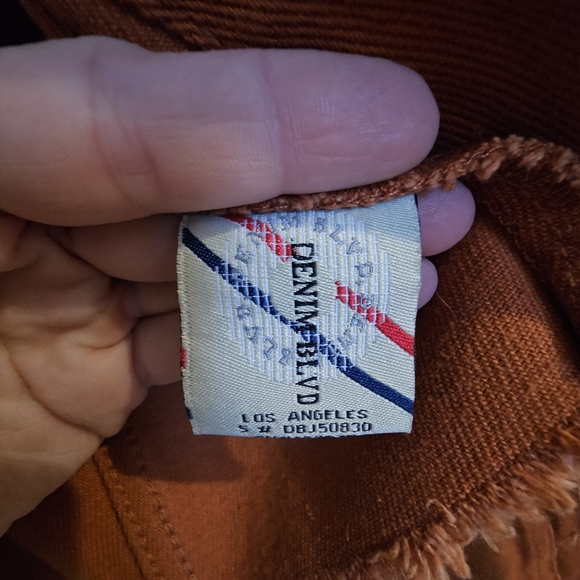 DENIM·BLVD
LOS ANGELES
S # DBJ50830